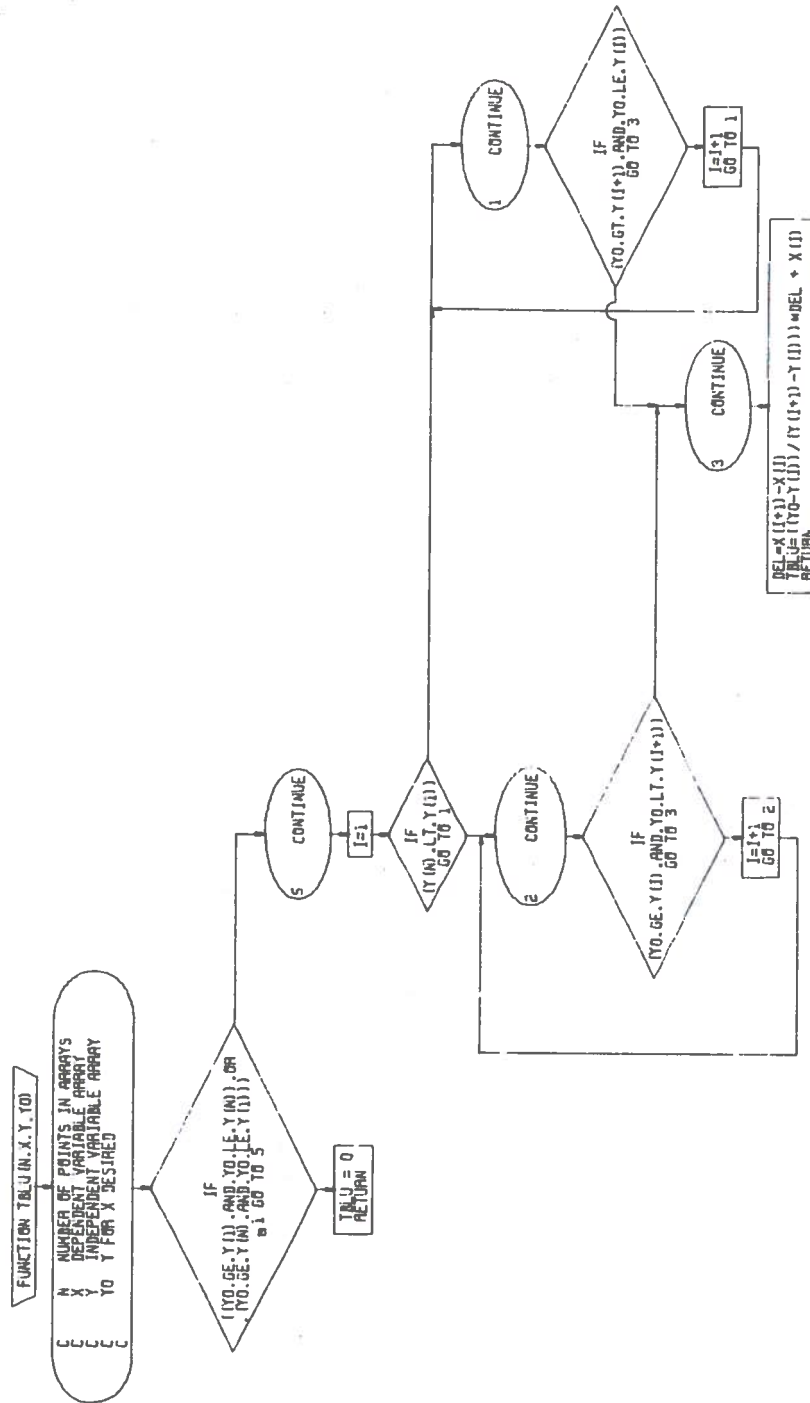 FUNCTION TBLU(N,X,Y,YO)
C N NUMBER OF POINTS IN ARRAYS
C X DEPENDENT VARIABLE ARRAY
C Y INDEPENDENT VARIABLE ARRAY
C YO Y FOR X DESIRED
C
IF
((YO.GE.Y(1).AND.YO.LE.Y(N)).OR
.(YO.GE.Y(N).AND.YO.LE.Y(1)))
GO TO 5
TBLU = 0
RETURN
5 CONTINUE
I=1
IF
(Y(N).LT.Y(1))
GO TO 1
2 CONTINUE
IF
(YO.GE.Y(I).AND.YO.LT.Y(I+1))
GO TO 3
I=I+1
GO TO 2
1 CONTINUE
IF
(YO.GT.Y(I+1).AND.YO.LE.Y(I))
GO TO 3
I=I+1
GO TO 1
3 CONTINUE
DEL=X(I+1)-X(I)
TBLU=((YO-Y(I))/(Y(I+1)-Y(I)))*DEL + X(I)
RETURN